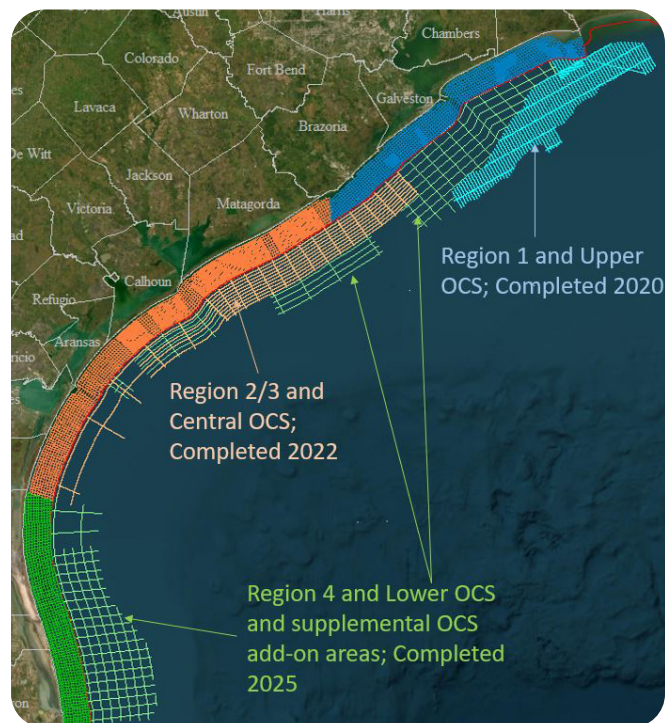 Austin
Harris
Chambers
Colorado
Fort Bend
Galveston
Lavaca
Wharton
Brazoria
De Witt
Jackson
Matagorda
Victoria
Calhoun
Refugio
Aransas
Region 1 and Upper
OCS; Completed 2020
Region 2/3 and
Central OCS;
Completed 2022
Region 4 and Lower OCS
and supplemental OCS
add-on areas; Completed
2025